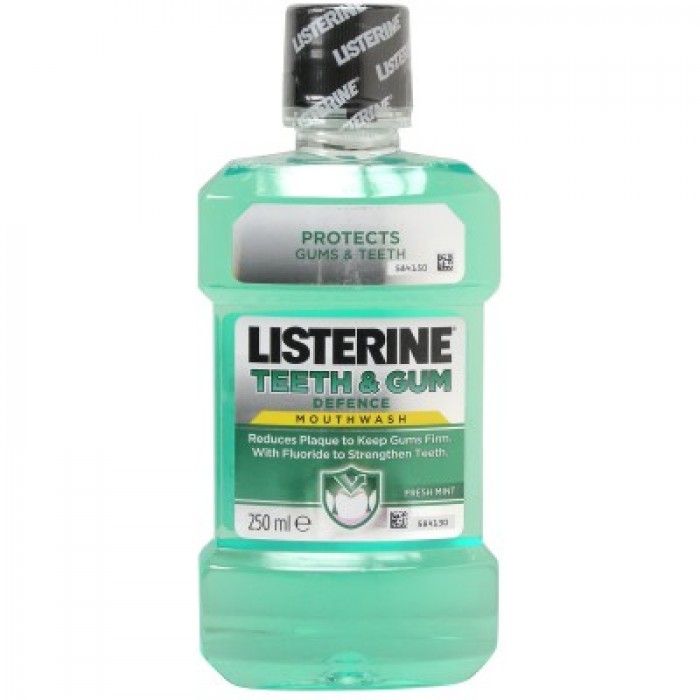 LISTERINE
LISTERINE
LISTERINE
LISTERINE
PROTECTS
GUMS & TEETH
584130
LISTERINE®
TEETH & GUM
DEFENCE
MOUTHWASH
Reduces Plaque to Keep Gums Firm.
With Fluoride to Strengthen Teeth.
FRESH MINT
250 ml e
584130